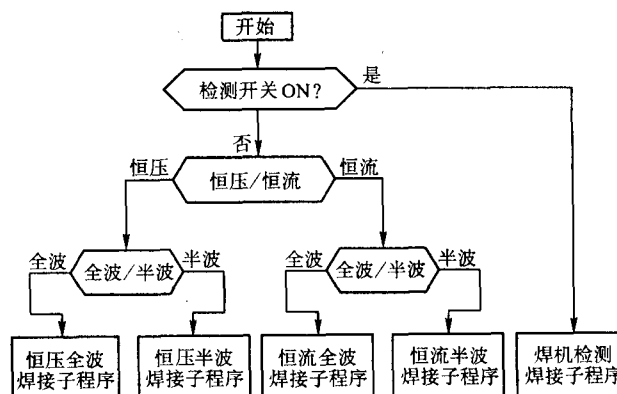 开始
检测开关ON?
是
否
恒压
恒压/恒流
恒流
全波
全波/半波
半波
全波
全波/半波
半波
恒压全波
焊接子程序
恒压半波
焊接子程序
恒流全波
焊接子程序
恒流半波
焊接子程序
焊机检测
焊接子程序